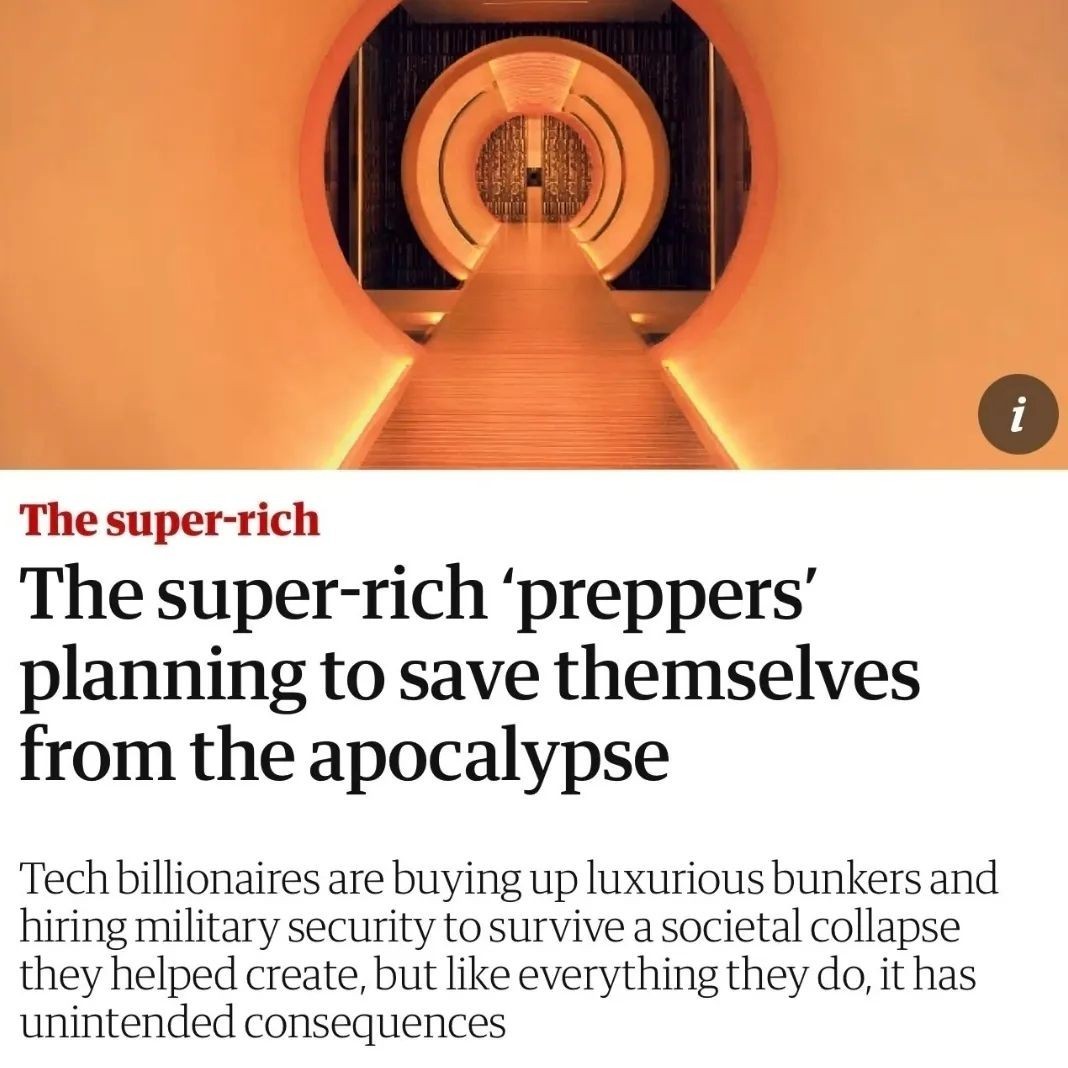 i
The super-rich
The super-rich ‘preppers’
planning to save themselves
from the apocalypse
Tech billionaires are buying up luxurious bunkers and
hiring military security to survive a societal collapse
they helped create, but like everything they do, it has
unintended consequences